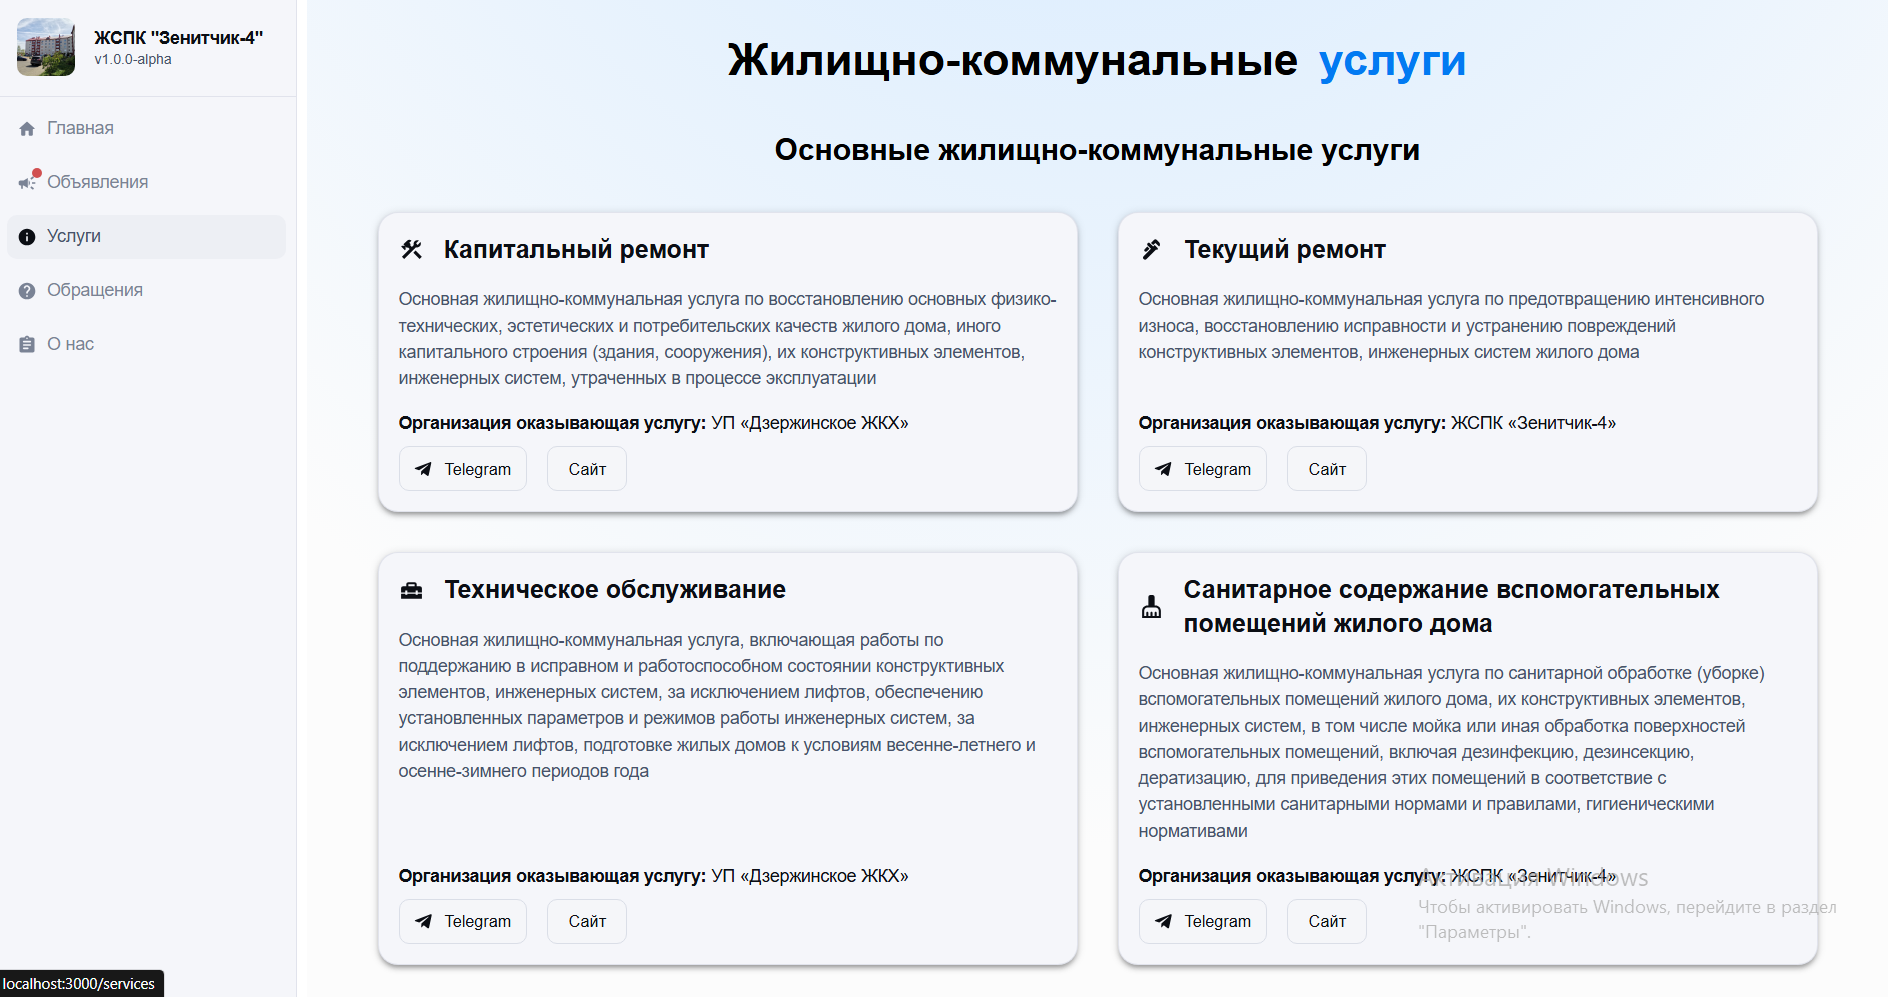 ЖСПК "Зенитчик-4"
v1.0.0-alpha
Главная
Объявления
Услуги
Обращения
О нас
Жилищно-коммунальные услуги
Основные жилищно-коммунальные услуги
Капитальный ремонт
Основная жилищно-коммунальная услуга по восстановлению основных физико-
технических, эстетических и потребительских качеств жилого дома, иного
капитального строения (здания, сооружения), их конструктивных элементов,
инженерных систем, утраченных в процессе эксплуатации
Организация оказывающая услугу: УП «Дзержинское ЖКХ»
Telegram
Сайт
Текущий ремонт
Основная жилищно-коммунальная услуга по предотвращению интенсивного
износа, восстановлению исправности и устранению повреждений
конструктивных элементов, инженерных систем жилого дома
Организация оказывающая услугу: ЖСПК «Зенитчик-4»
Telegram
Сайт
Техническое обслуживание
Основная жилищно-коммунальная услуга, включающая работы по
поддержанию в исправном и работоспособном состоянии конструктивных
элементов, инженерных систем, за исключением лифтов, обеспечению
установленных параметров и режимов работы инженерных систем, за
исключением лифтов, подготовке жилых домов к условиям весенне-летнего и
осенне-зимнего периодов года
Организация оказывающая услугу: УП «Дзержинское ЖКХ»
Telegram
Сайт
Санитарное содержание вспомогательных
помещений жилого дома
Основная жилищно-коммунальная услуга по санитарной обработке (уборке)
вспомогательных помещений жилого дома, их конструктивных элементов,
инженерных систем, в том числе мойка или иная обработка поверхностей
вспомогательных помещений, включая дезинфекцию, дезинсекцию,
дератизацию, для приведения этих помещений в соответствие с
установленными санитарными нормами и правилами, гигиеническими
нормативами
Организация оказывающая услугу: ЖСПК «Зенитчик-4»
Telegram
Сайт
Активация Windows
Чтобы активировать Windows, перейдите в раздел
"Параметры".
localhost:3000/services